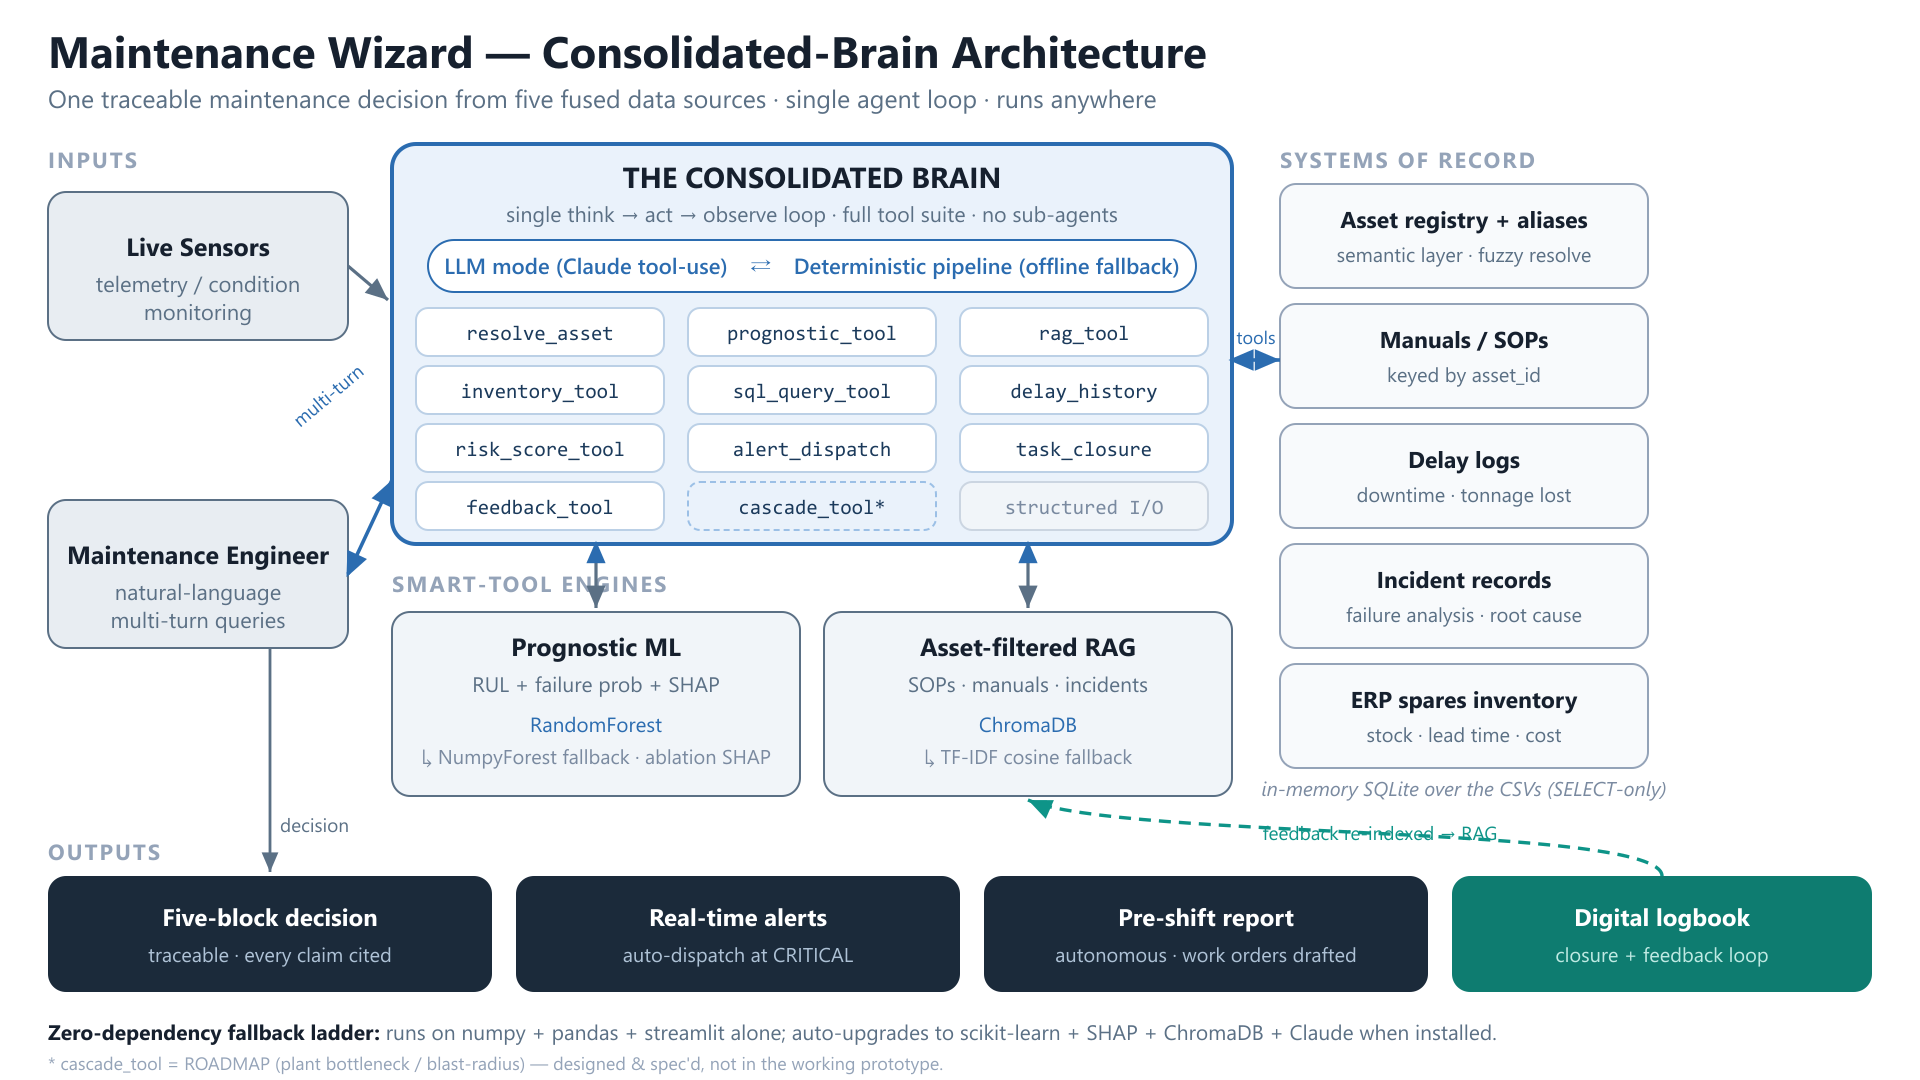 Maintenance Wizard — Consolidated-Brain Architecture
One traceable maintenance decision from five fused data sources · single agent loop · runs anywhere
INPUTS
Live Sensors
telemetry / condition
monitoring
multi-turn
Maintenance Engineer
natural-language
multi-turn queries
decision
THE CONSOLIDATED BRAIN
single think → act → observe loop · full tool suite · no sub-agents
LLM mode (Claude tool-use) ⇄ Deterministic pipeline (offline fallback)
resolve_asset
prognostic_tool
rag_tool
inventory_tool
sql_query_tool
delay_history
risk_score_tool
alert_dispatch
task_closure
feedback_tool
cascade_tool*
structured I/O
tools
SMART-TOOL ENGINES
Prognostic ML
RUL + failure prob + SHAP
RandomForest
↳ NumpyForest fallback · ablation SHAP
Asset-filtered RAG
SOPs · manuals · incidents
ChromaDB
↳ TF-IDF cosine fallback
SYSTEMS OF RECORD
Asset registry + aliases
semantic layer · fuzzy resolve
Manuals / SOPs
keyed by asset_id
Delay logs
downtime · tonnage lost
Incident records
failure analysis · root cause
ERP spares inventory
stock · lead time · cost
in-memory SQLite over the CSVs (SELECT-only)
feedback re-indexed → RAG
OUTPUTS
Five-block decision
traceable · every claim cited
Real-time alerts
auto-dispatch at CRITICAL
Pre-shift report
autonomous · work orders drafted
Digital logbook
closure + feedback loop
Zero-dependency fallback ladder: runs on numpy + pandas + streamlit alone; auto-upgrades to scikit-learn + SHAP + ChromaDB + Claude when installed.
* cascade_tool = ROADMAP (plant bottleneck / blast-radius) — designed & spec'd, not in the working prototype.